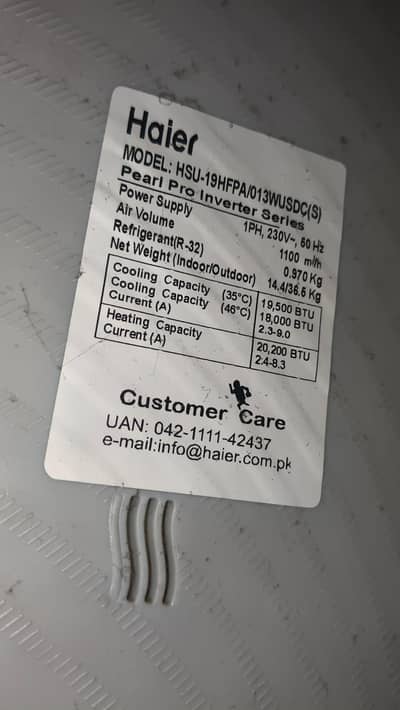 Haier
MODEL: HSU-19HFPA/013WUSDC(S)
Pearl Pro Inverter Series
Power Supply 1PH, 230V~, 60 Hz
Air Volume 1100 m³/h
Refrigerant(R-32) 0.970 Kg
Net Weight (Indoor/Outdoor) 14.4/36.5 Kg
Cooling Capacity (35°C) 19,500 BTU
Cooling Capacity (46°C) 18,000 BTU
Current (A) 2.3-9.0
Heating Capacity 20,200 BTU
Current (A) 2.4-8.3
Customer Care
UAN: 042-1111-42437
e-mail:info@haier.com.pk